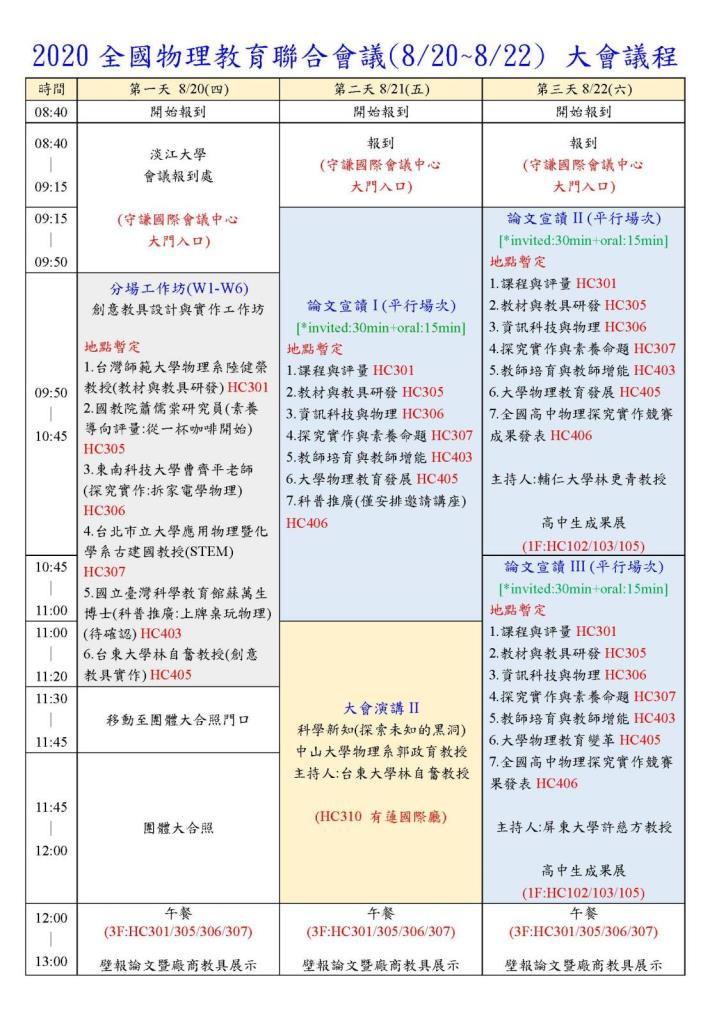 2020 全國物理教育聯合會議(8/20~8/22) 大會議程
時間
第一天 8/20(四)
第二天 8/21(五)
第三天 8/22(六)
08:40
開始報到
開始報到
開始報到
08:40
|
09:15
淡江大學
會議報到處
(守謙國際會議中心
大門入口)
報到
(守謙國際會議中心
大門入口)
報到
(守謙國際會議中心
大門入口)
09:15
|
09:50
09:50
|
10:45
分場工作坊(W1-W6)
創意教具設計與實作工作坊
地點暫定
1.台灣師範大學物理系陸健榮
教授(教材與教具研發) HC301
2.國教院蕭儒棠研究員(素養
導向評量:從一杯咖啡開始)
HC305
3.東南科技大學曹齊平老師
(探究實作:拆家電學物理)
HC306
4.台北市立大學應用物理暨化
學系古建國教授(STEM)
HC307
5.國立臺灣科學教育館蘇萬生
博士(科普推廣:上牌桌玩物理)
(待確認) HC403
6.台東大學林自奮教授(創意
教具實作) HC405
論文宣讀 I (平行場次)
[*invited:30min+oral:15min]
地點暫定
1.課程與評量 HC301
2.教材與教具研發 HC305
3.資訊科技與物理 HC306
4.探究實作與素養命題 HC307
5.教師培育與教師增能 HC403
6.大學物理教育發展 HC405
7.科普推廣(僅安排邀請講座)
HC406
論文宣讀 II (平行場次)
[*invited:30min+oral:15min]
地點暫定
1.課程與評量 HC301
2.教材與教具研發 HC305
3.資訊科技與物理 HC306
4.探究實作與素養命題 HC307
5.教師培育與教師增能 HC403
6.大學物理教育發展 HC405
7.全國高中物理探究實作競賽
成果發表 HC406
主持人:輔仁大學林更青教授
高中生成果展
(1F:HC102/103/105)
10:45
|
11:00
11:00
|
11:20
論文宣讀 III (平行場次)
[*invited:30min+oral:15min]
地點暫定
1.課程與評量 HC301
2.教材與教具研發 HC305
3.資訊科技與物理 HC306
4.探究實作與素養命題 HC307
5.教師培育與教師增能 HC403
6.大學物理教育變革 HC405
7.全國高中物理探究實作競賽
果發表 HC406
主持人:屏東大學許慈方教授
高中生成果展
(1F:HC102/103/105)
11:30
|
11:45
移動至團體大合照門口
大會演講 II
科學新知(探索未知的黑洞)
中山大學物理系郭政育教授
主持人:台東大學林自奮教授
(HC310 有蓮國際廳)
11:45
|
12:00
團體大合照
12:00
|
13:00
午餐
(3F:HC301/305/306/307)
壁報論文暨廠商教具展示
午餐
(3F:HC301/305/306/307)
壁報論文暨廠商教具展示
午餐
(3F:HC301/305/306/307)
壁報論文暨廠商教具展示